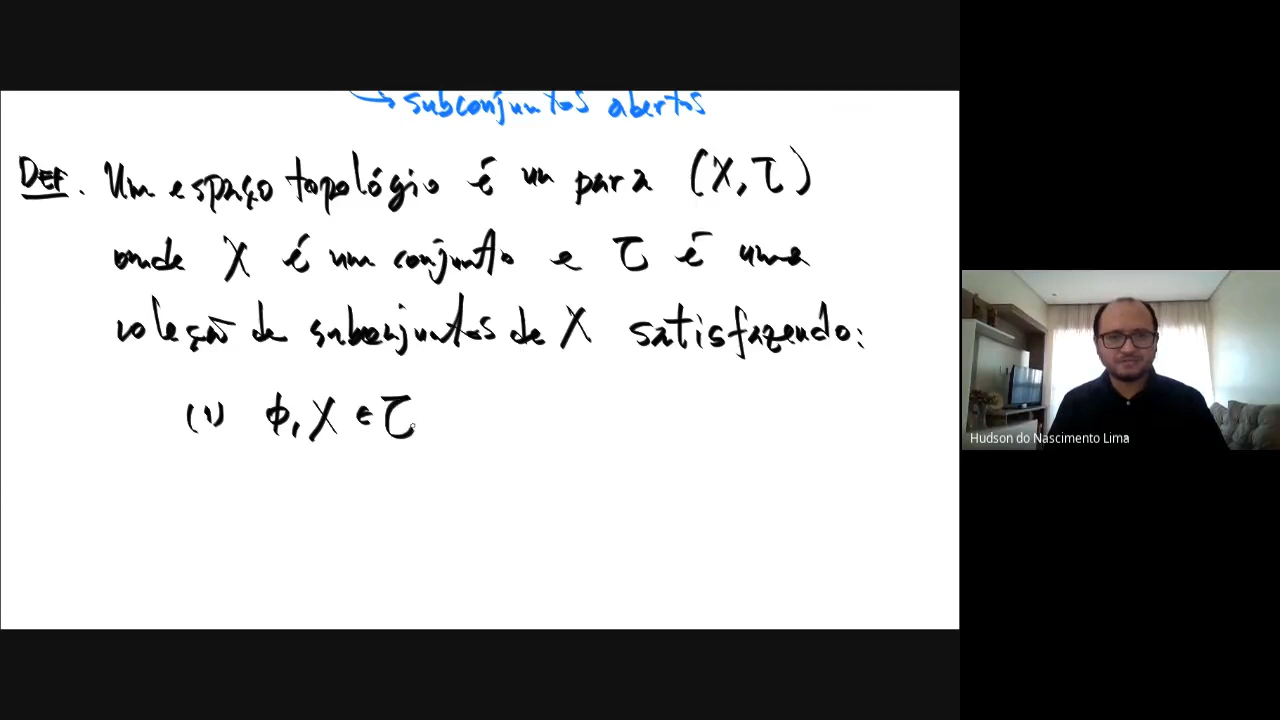 → subconjuntos abertos
DEF. Um espaço topológio é um para (X, τ)
onde X é um conjunto e τ é uma
coleção de subconjuntos de X satisfazendo:
(1) ϕ, X ∈ τ
Hudson do Nascimento Lima